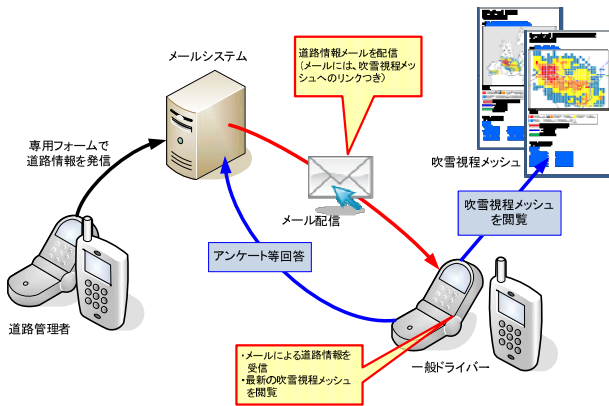 メールシステム
道路情報メールを配信
(メールには、吹雪視程メッ
シュへのリンクつき)
専用フォームで
道路情報を発信
吹雪視程メッシュ
メール配信
吹雪視程メッシュ
を閲覧
アンケート等回答
道路管理者
・メールによる道路情報を
受信
・最新の吹雪視程メッシュ
を閲覧
一般ドライバー